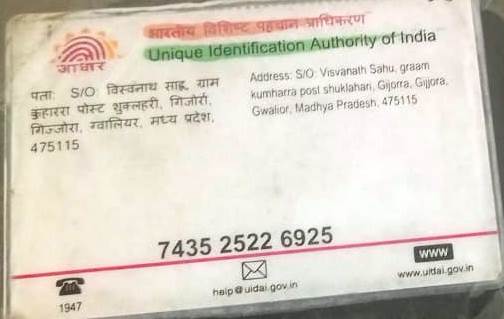 भारतीय विशिष्ट पहचान प्राधिकरण
Unique Identification Authority of India
आधार
पता: S/O विस्वनाथ साहू, ग्राम
कुहाररा पोस्ट शुक्लहरी, गिजोर्रा,
गिज्जोरा, ग्वालियर, मध्य प्रदेश,
475115
Address: S/O: Visvanath Sahu, graam
kumharra post shuklahari, Gijorra, Gijjora,
Gwalior, Madhya Pradesh, 475115
7435 2522 6925
1947
help@uidai.gov.in
www
www.uidai.gov.in